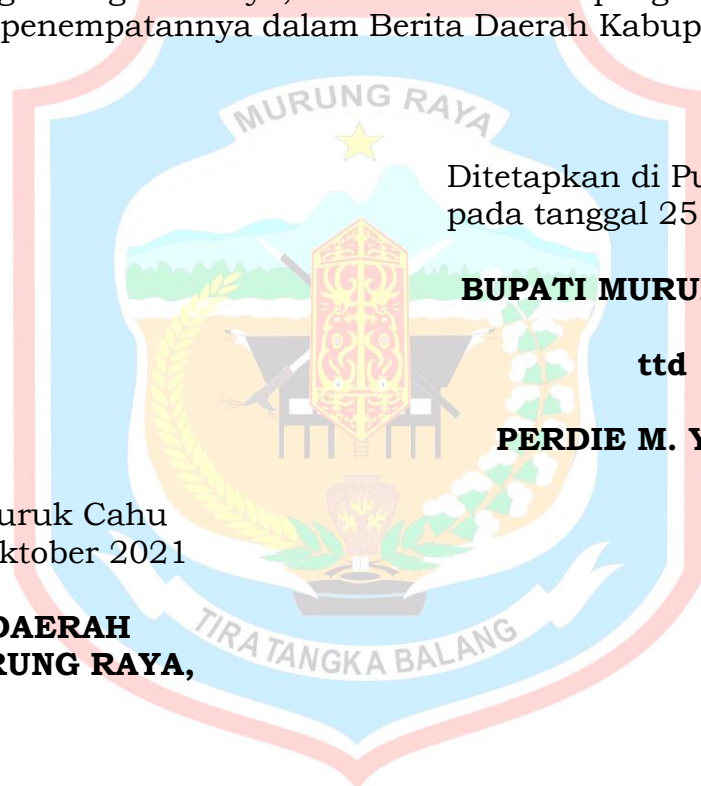 penempatannya dalam Berita Daerah Kabup
MURUNG RAYA
Ditetapkan di Pu
pada tanggal 25
BUPATI MURU
ttd
PERDIE M. Y
uruk Cahu
ktober 2021
DAERAH
RUNG RAYA,
TIRA TANGKA BALANG